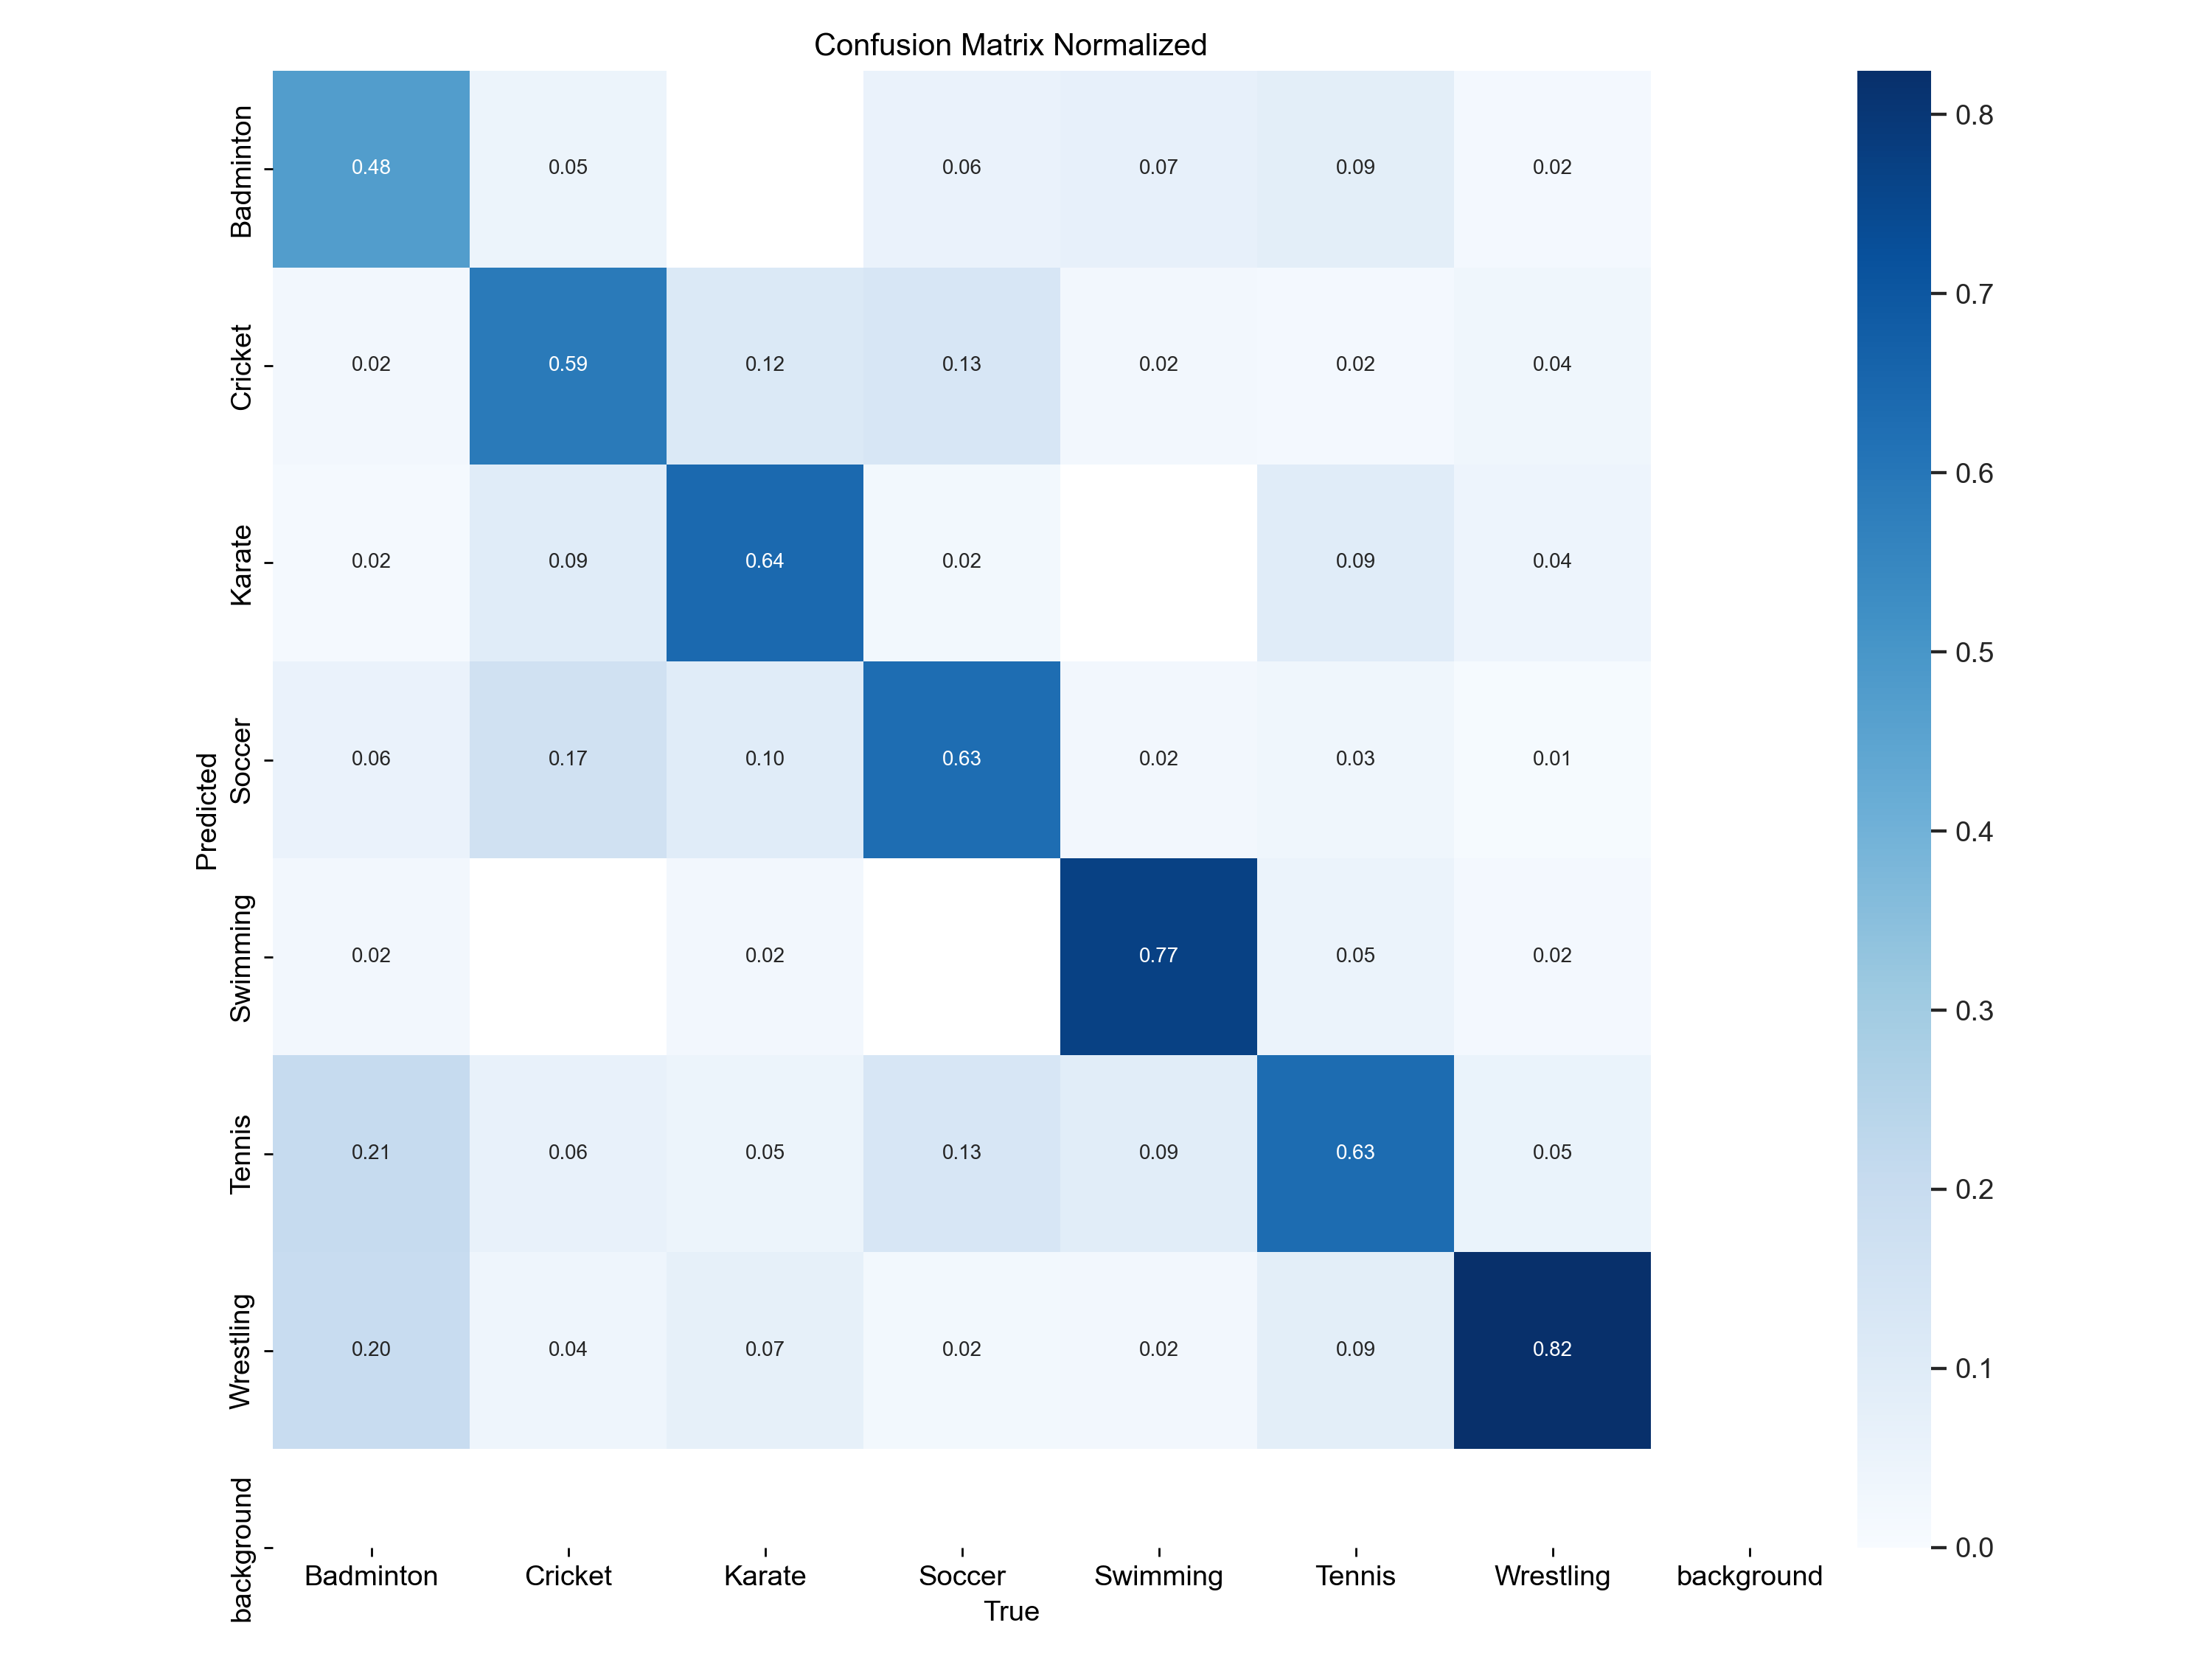 Confusion Matrix Normalized
Badminton
0.48 0.05 0.06 0.07 0.09 0.02
Cricket
0.02 0.59 0.12 0.13 0.02 0.02 0.04
Karate
0.02 0.09 0.64 0.02 0.09 0.04
Predicted
Soccer
0.06 0.17 0.10 0.63 0.02 0.03 0.01
Swimming
0.02 0.02 0.77 0.05 0.02
Tennis
0.21 0.06 0.05 0.13 0.09 0.63 0.05
Wrestling
0.20 0.04 0.07 0.02 0.02 0.09 0.82
background
Badminton Cricket Karate Soccer Swimming Tennis Wrestling background
True
0.8
0.7
0.6
0.5
0.4
0.3
0.2
0.1
0.0